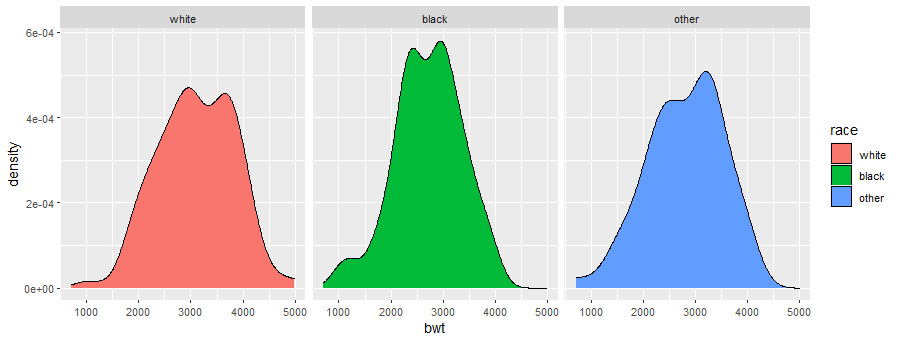 white black other
6e-04
4e-04
2e-04
0e+00
density
1000 2000 3000 4000 5000 1000 2000 3000 4000 5000 1000 2000 3000 4000 5000
bwt
race
white
black
other